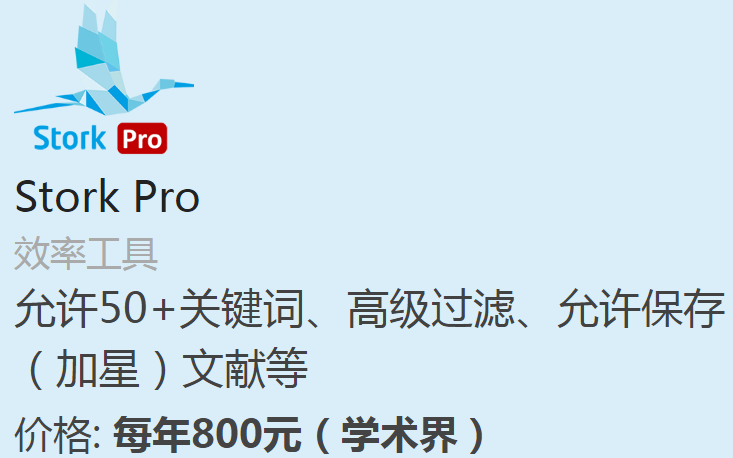 Stork Pro
Stork Pro
效率工具
允许50+关键词、高级过滤、允许保存
（加星）文献等
价格: 每年800元（学术界）